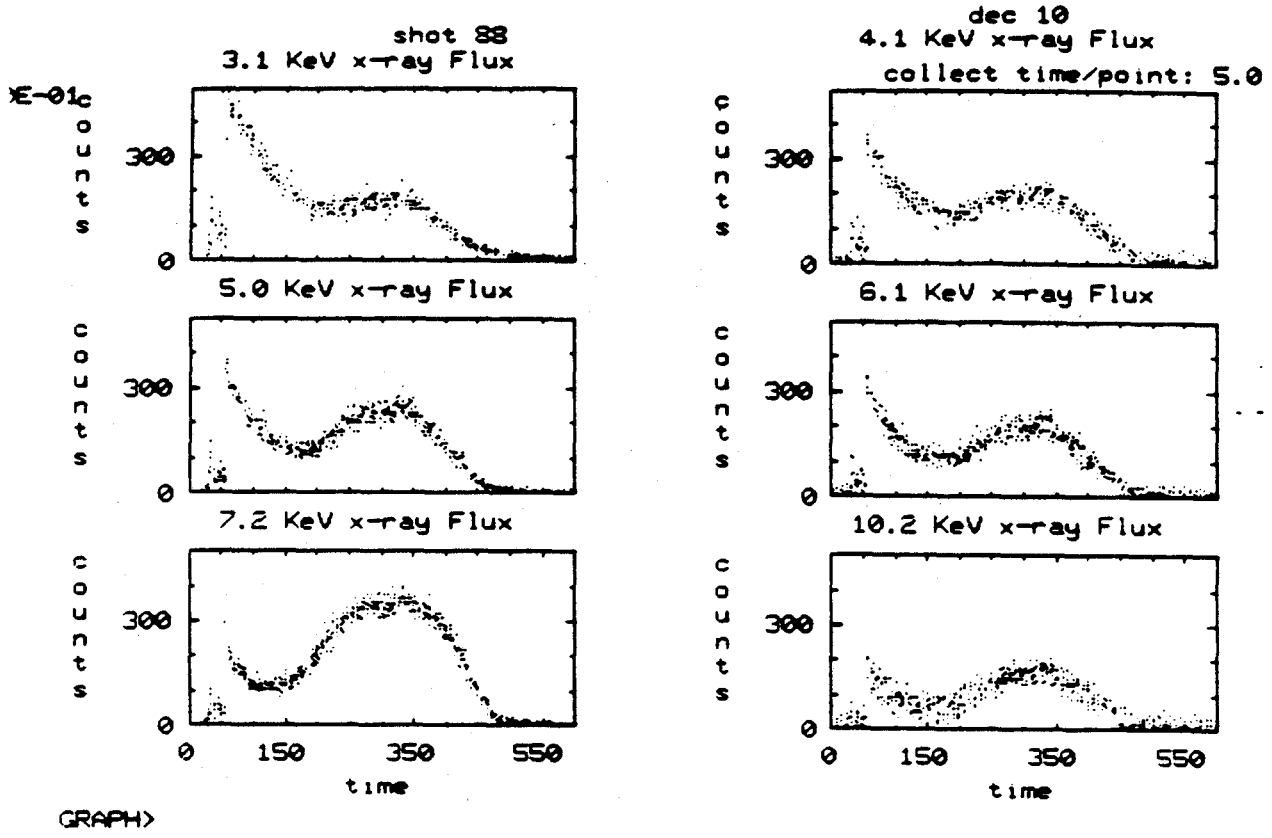 shot 88
dec 10
3.1 KeV x-ray Flux
4.1 KeV x-ray Flux
collect time/point: 5.0
×E-01
counts
300
0
counts
300
0
5.0 KeV x-ray Flux
6.1 KeV x-ray Flux
counts
300
0
counts
300
0
7.2 KeV x-ray Flux
10.2 KeV x-ray Flux
counts
300
0
counts
300
0
0 150 350 550
0 150 350 550
time
time
GRAPH>